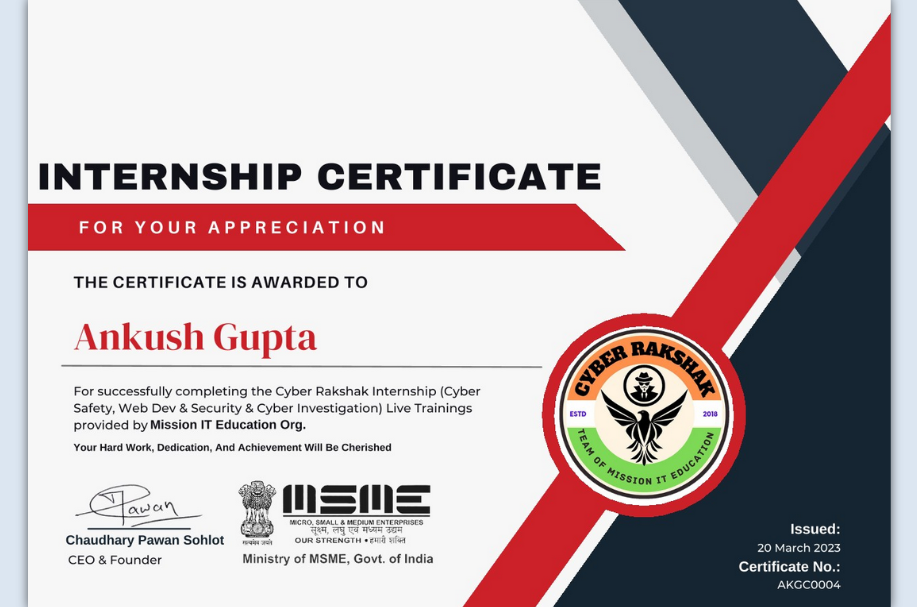 INTERNSHIP CERTIFICATE
FOR YOUR APPRECIATION
THE CERTIFICATE IS AWARDED TO
Ankush Gupta
For successfully completing the Cyber Rakshak Internship (Cyber
Safety, Web Dev & Security & Cyber Investigation) Live Trainings
provided by Mission IT Education Org.
Your Hard Work, Dedication, And Achievement Will Be Cherished
CYBER RAKSHAK
ESTD 2018
TEAM OF MISSION IT EDUCATION
Pawan
Chaudhary Pawan Sohlot
CEO & Founder
सत्यमेव जयते
MSME
MICRO, SMALL & MEDIUM ENTERPRISES
सूक्ष्म, लघु एवं मध्यम उद्यम
OUR STRENGTH • हमारी शक्ति
Ministry of MSME, Govt. of India
Issued:
20 March 2023
Certificate No.:
AKGC0004